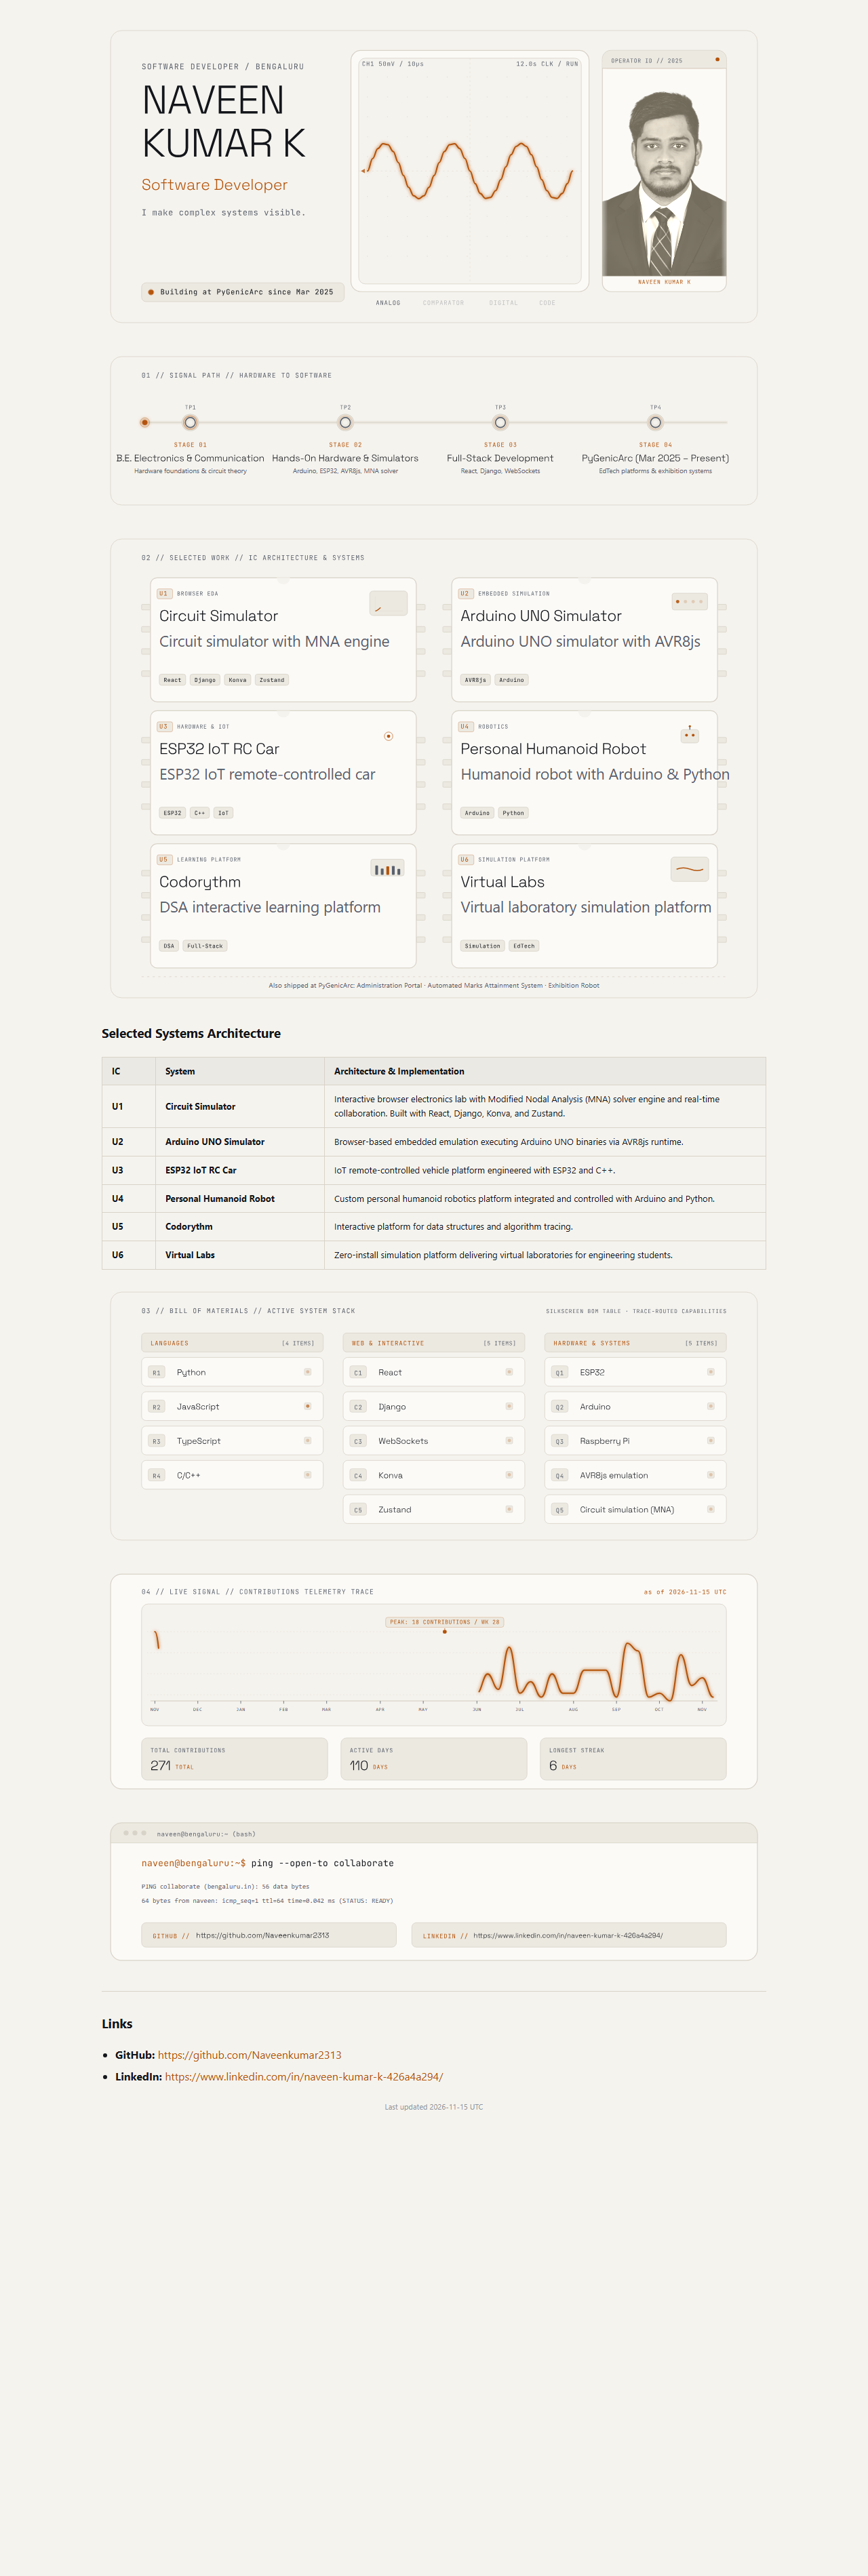 SOFTWARE DEVELOPER / BENGALURU
NAVEEN
KUMAR K
Software Developer
I make complex systems visible.
Building at PyGenicArc since Mar 2025
CH1 50mV / 10µs
12.0s CLK / RUN
ANALOG
COMPARATOR
DIGITAL
CODE
OPERATOR ID // 2025
NAVEEN KUMAR K
01 // SIGNAL PATH // HARDWARE TO SOFTWARE
TP1
TP2
TP3
TP4
STAGE 01
STAGE 02
STAGE 03
STAGE 04
B.E. Electronics & Communication
Hands-On Hardware & Simulators
Full-Stack Development
PyGenicArc (Mar 2025 – Present)
Hardware foundations & circuit theory
Arduino, ESP32, AVR8js, MNA solver
React, Django, WebSockets
EdTech platforms & exhibition systems
02 // SELECTED WORK // IC ARCHITECTURE & SYSTEMS
U1 BROWSER EDA
Circuit Simulator
Circuit simulator with MNA engine
React Django Konva Zustand
U2 EMBEDDED SIMULATION
Arduino UNO Simulator
Arduino UNO simulator with AVR8js
AVR8js Arduino
U3 HARDWARE & IOT
ESP32 IoT RC Car
ESP32 IoT remote-controlled car
ESP32 C++ IoT
U4 ROBOTICS
Personal Humanoid Robot
Humanoid robot with Arduino & Python
Arduino Python
U5 LEARNING PLATFORM
Codorythm
DSA interactive learning platform
DSA Full-Stack
U6 SIMULATION PLATFORM
Virtual Labs
Virtual laboratory simulation platform
Simulation EdTech
Also shipped at PyGenicArc: Administration Portal · Automated Marks Attainment System · Exhibition Robot
Selected Systems Architecture
IC System Architecture & Implementation
U1 Circuit Simulator Interactive browser electronics lab with Modified Nodal Analysis (MNA) solver engine and real-time
collaboration. Built with React, Django, Konva, and Zustand.
U2 Arduino UNO Simulator Browser-based embedded emulation executing Arduino UNO binaries via AVR8js runtime.
U3 ESP32 IoT RC Car IoT remote-controlled vehicle platform engineered with ESP32 and C++.
U4 Personal Humanoid Robot Custom personal humanoid robotics platform integrated and controlled with Arduino and Python.
U5 Codorythm Interactive platform for data structures and algorithm tracing.
U6 Virtual Labs Zero-install simulation platform delivering virtual laboratories for engineering students.
03 // BILL OF MATERIALS // ACTIVE SYSTEM STACK
SILKSCREEN BOM TABLE · TRACE-ROUTED CAPABILITIES
LANGUAGES [4 ITEMS]
R1 Python
R2 JavaScript
R3 TypeScript
R4 C/C++
WEB & INTERACTIVE [5 ITEMS]
C1 React
C2 Django
C3 WebSockets
C4 Konva
C5 Zustand
HARDWARE & SYSTEMS [5 ITEMS]
Q1 ESP32
Q2 Arduino
Q3 Raspberry Pi
Q4 AVR8js emulation
Q5 Circuit simulation (MNA)
04 // LIVE SIGNAL // CONTRIBUTIONS TELEMETRY TRACE
as of 2026-11-15 UTC
PEAK: 18 CONTRIBUTIONS / WK 28
NOV DEC JAN FEB MAR APR MAY JUN JUL AUG SEP OCT NOV
TOTAL CONTRIBUTIONS
271 TOTAL
ACTIVE DAYS
110 DAYS
LONGEST STREAK
6 DAYS
naveen@bengaluru:~ (bash)
naveen@bengaluru:~$ ping --open-to collaborate
PING collaborate (bengaluru.in): 56 data bytes
64 bytes from naveen: icmp_seq=1 ttl=64 time=0.042 ms (STATUS: READY)
GITHUB // https://github.com/Naveenkumar2313
LINKEDIN // https://www.linkedin.com/in/naveen-kumar-k-426a4a294/
Links
GitHub: https://github.com/Naveenkumar2313
LinkedIn: https://www.linkedin.com/in/naveen-kumar-k-426a4a294/
Last updated 2026-11-15 UTC